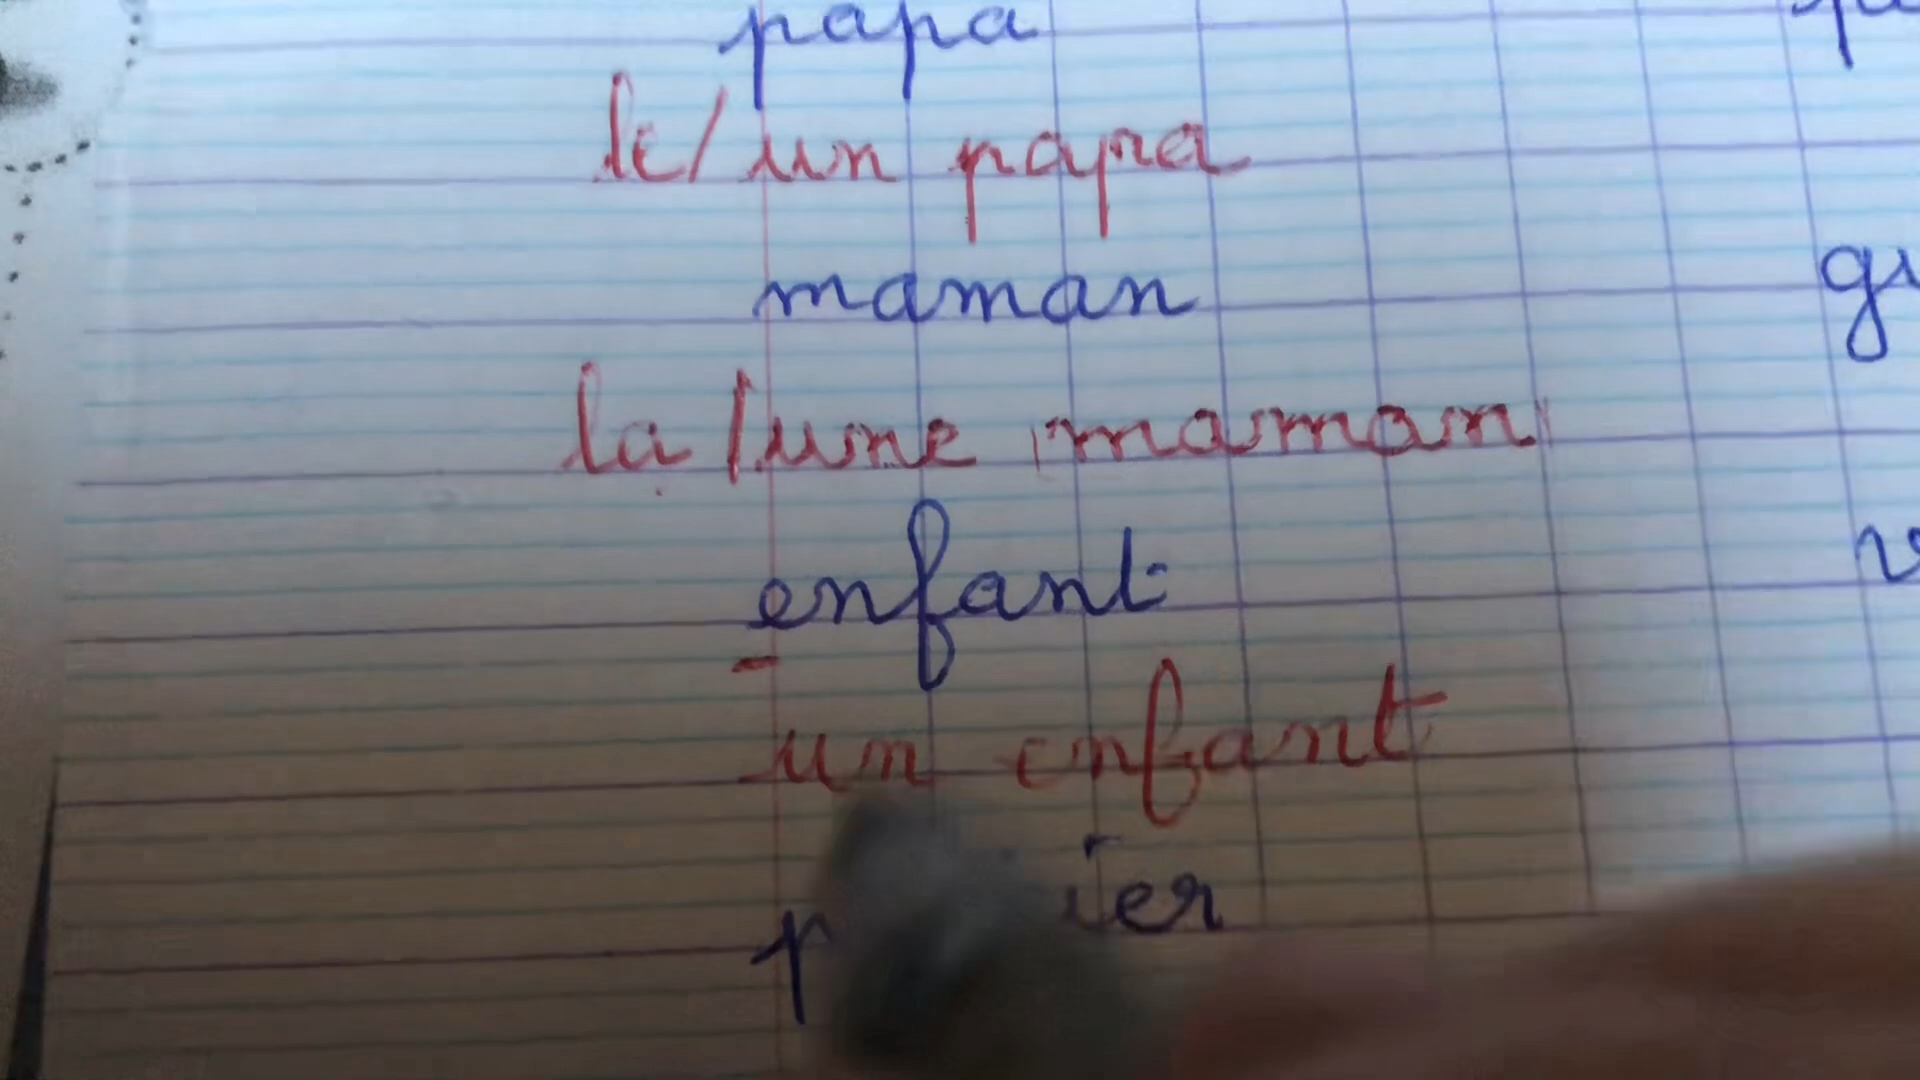 papa
le/un papa
maman
la/une maman
enfant
un enfant